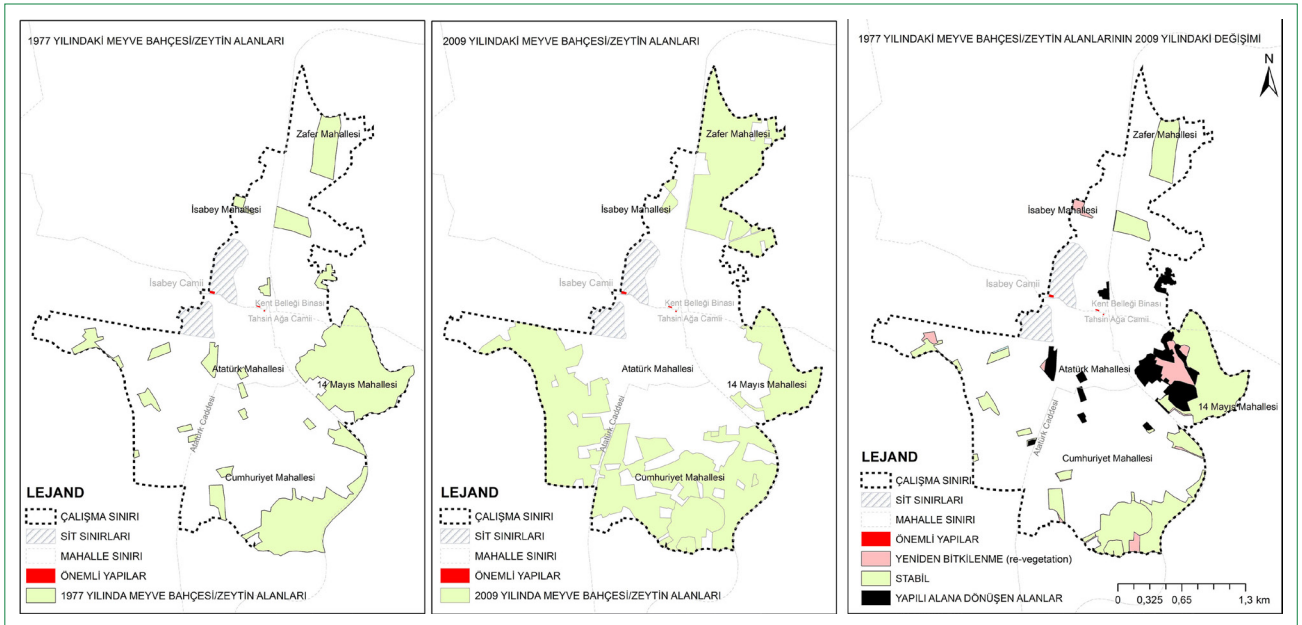 1977 YILINDAKİ MEYVE BAHÇESİ/ZEYTİN ALANLARI
Zafer Mahallesi
İsabey Mahallesi
İsabey Camii
Kent Belleği Binası
Tahsin Ağa Camii
Atatürk Mahallesi
14 Mayıs Mahallesi
Atatürk Caddesi
Cumhuriyet Mahallesi
LEJAND
ÇALIŞMA SINIRI
SİT SINIRLARI
MAHALLE SINIRI
ÖNEMLİ YAPILAR
1977 YILINDA MEYVE BAHÇESİ/ZEYTİN ALANLARI
2009 YILINDAKİ MEYVE BAHÇESİ/ZEYTİN ALANLARI
Zafer Mahallesi
İsabey Mahallesi
İsabey Camii
Kent Belleği Binası
Tahsin Ağa Camii
Atatürk Mahallesi
14 Mayıs Mahallesi
Atatürk Caddesi
Cumhuriyet Mahallesi
LEJAND
ÇALIŞMA SINIRI
SİT SINIRLARI
MAHALLE SINIRI
ÖNEMLİ YAPILAR
2009 YILINDA MEYVE BAHÇESİ/ZEYTİN ALANLARI
1977 YILINDAKİ MEYVE BAHÇESİ/ZEYTİN ALANLARININ 2009 YILINDAKİ DEĞİŞİMİ
N
Zafer Mahallesi
İsabey Mahallesi
İsabey Camii
Kent Belleği Binası
Tahsin Ağa Camii
Atatürk Mahallesi
14 Mayıs Mahallesi
Atatürk Caddesi
Cumhuriyet Mahallesi
LEJAND
ÇALIŞMA SINIRI
SİT SINIRLARI
MAHALLE SINIRI
ÖNEMLİ YAPILAR
YENİDEN BİTKİLENME (re-vegetation)
STABİL
YAPILI ALANA DÖNÜŞEN ALANLAR
0 0,325 0,65 1,3 km